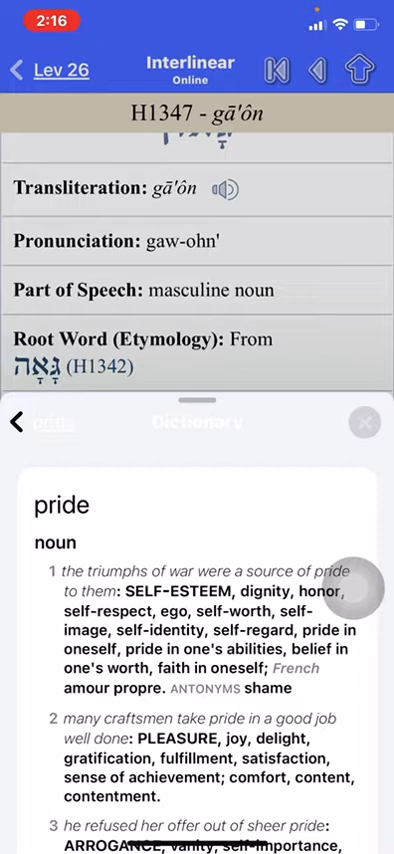 2:16
Lev 26
Interlinear
Online
H1347 - gā'ôn
Transliteration: gā'ôn
Pronunciation: gaw-ohn'
Part of Speech: masculine noun
Root Word (Etymology): From
גָּאָה (H1342)
pride
Dictionary
pride
noun
1 the triumphs of war were a source of pride
to them: SELF-ESTEEM, dignity, honor,
self-respect, ego, self-worth, self-
image, self-identity, self-regard, pride in
oneself, pride in one's abilities, belief in
one's worth, faith in oneself; French
amour propre. ANTONYMS shame
2 many craftsmen take pride in a good job
well done: PLEASURE, joy, delight,
gratification, fulfillment, satisfaction,
sense of achievement; comfort, content,
contentment.
3 he refused her offer out of sheer pride:
ARROGANCE, vanity, self-importance,